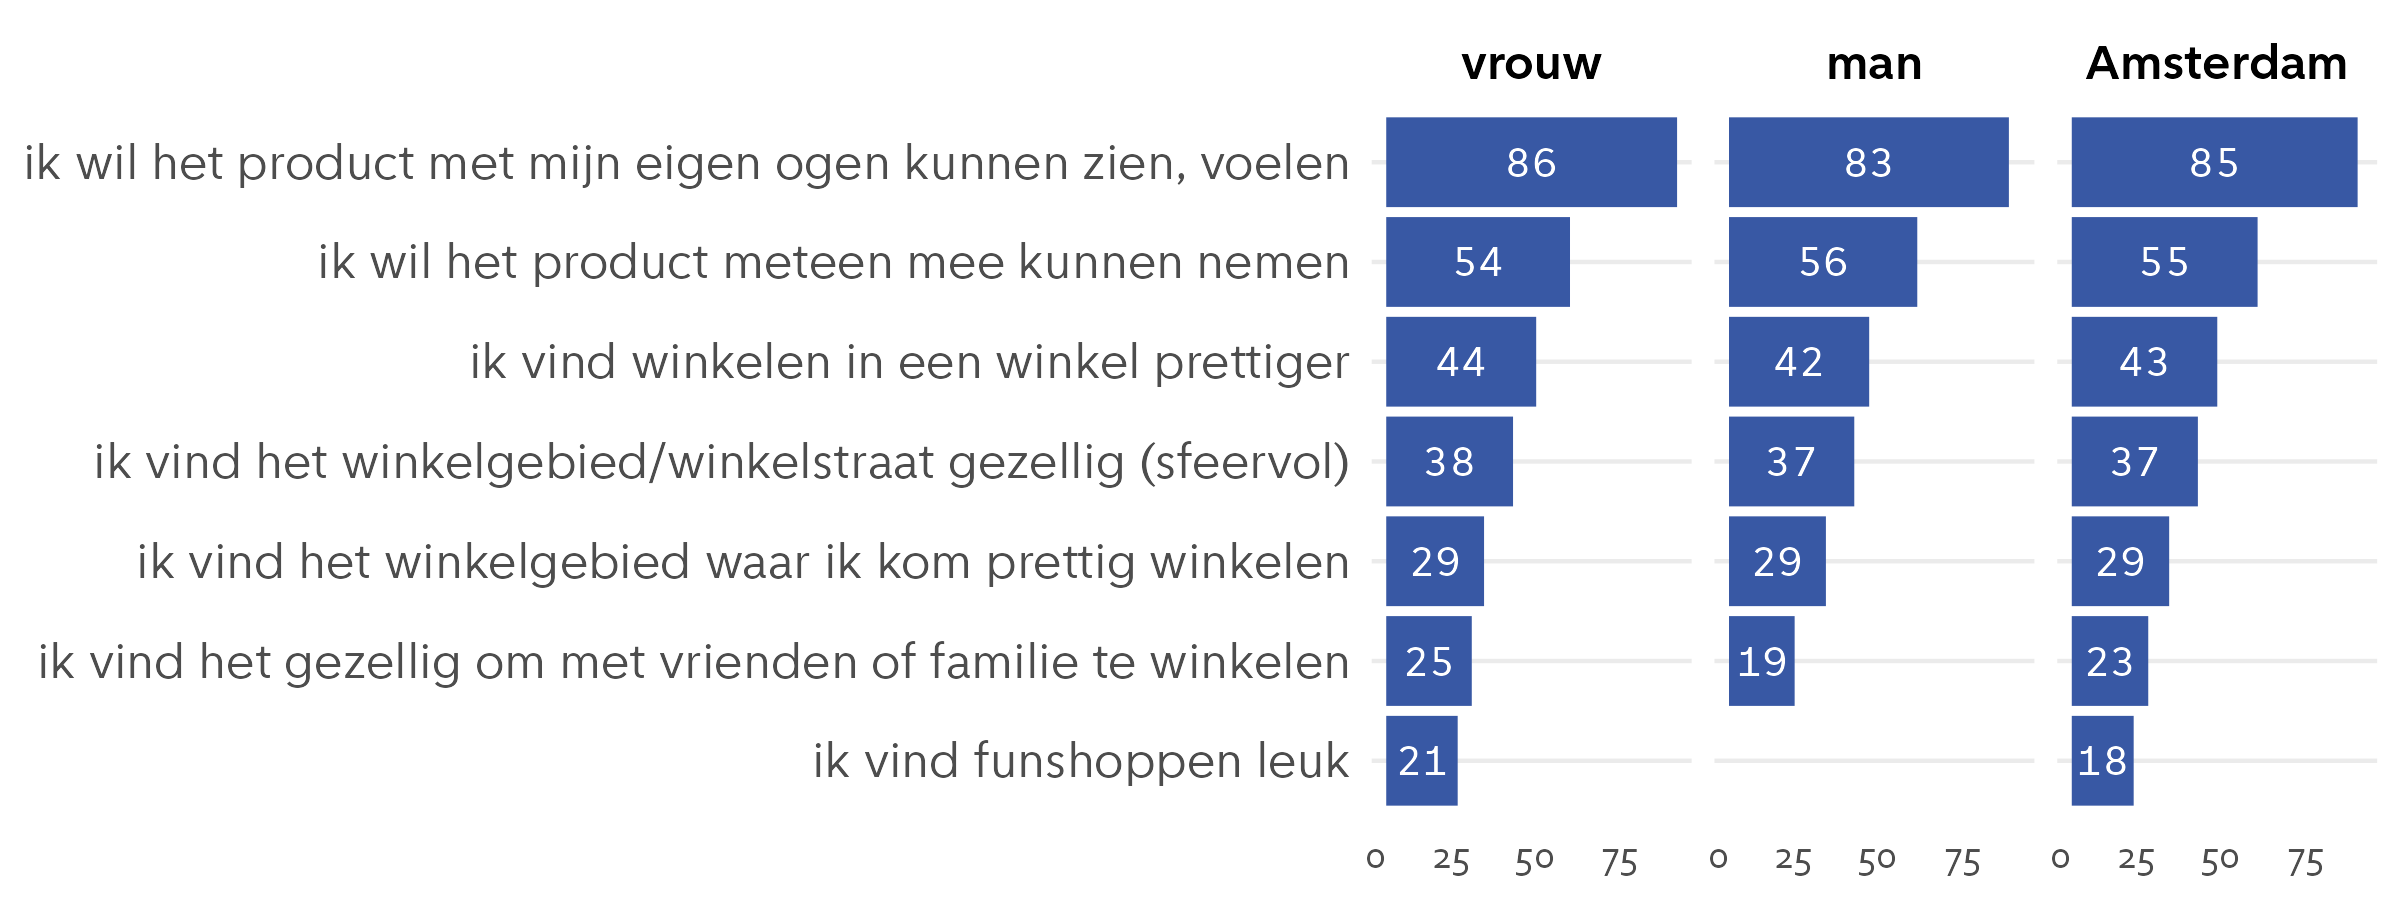 vrouw man Amsterdam
ik wil het product met mijn eigen ogen kunnen zien, voelen 86 83 85
ik wil het product meteen mee kunnen nemen 54 56 55
ik vind winkelen in een winkel prettiger 44 42 43
ik vind het winkelgebied/winkelstraat gezellig (sfeervol) 38 37 37
ik vind het winkelgebied waar ik kom prettig winkelen 29 29 29
ik vind het gezellig om met vrienden of familie te winkelen 25 19 23
ik vind funshoppen leuk 21 18
0 25 50 75 0 25 50 75 0 25 50 75